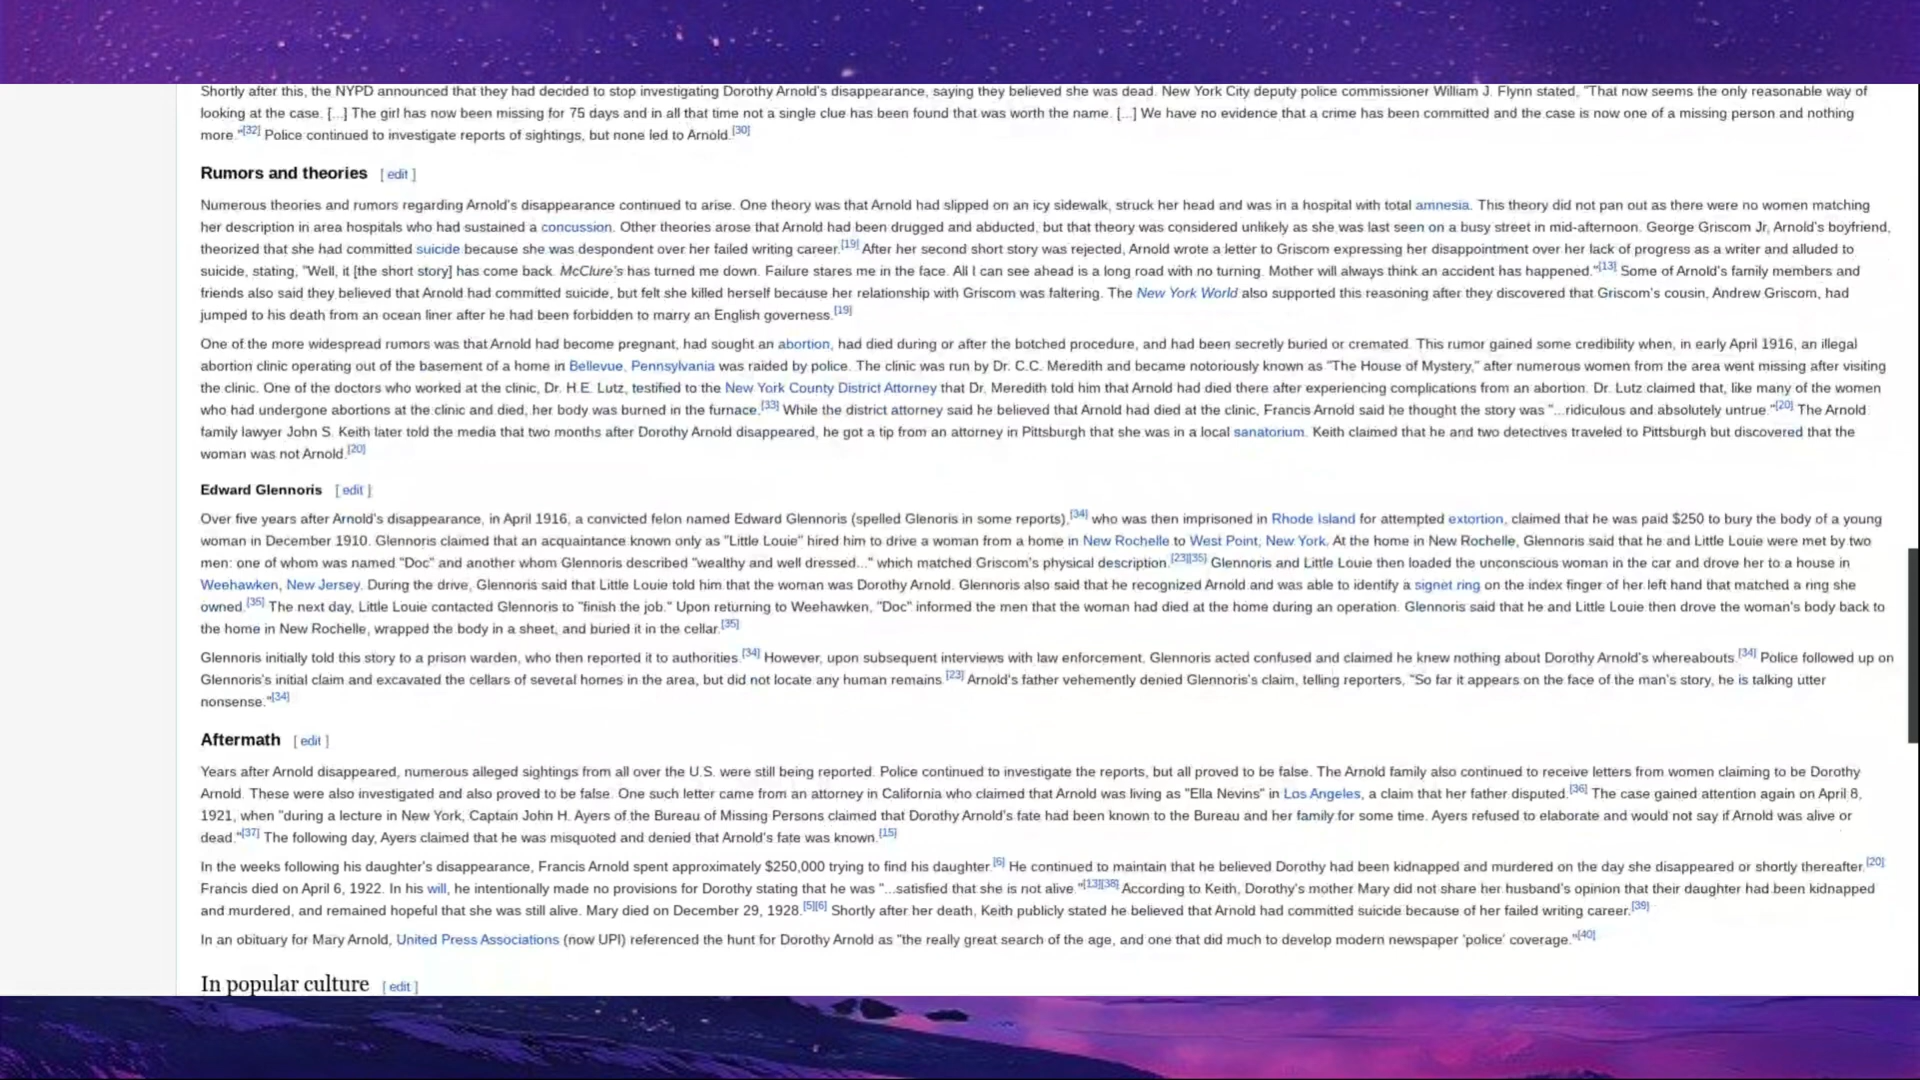 Shortly after this, the NYPD announced that they had decided to stop investigating Dorothy Arnold's disappearance, saying they believed she was dead. New York City deputy police commissioner William J. Flynn stated, "That now seems the only reasonable way of
looking at the case. [...] The girl has now been missing for 75 days and in all that time not a single clue has been found that was worth the name. [...] We have no evidence that a crime has been committed and the case is now one of a missing person and nothing
more."[32] Police continued to investigate reports of sightings, but none led to Arnold.[30]
Rumors and theories [ edit ]
Numerous theories and rumors regarding Arnold's disappearance continued to arise. One theory was that Arnold had slipped on an icy sidewalk, struck her head and was in a hospital with total amnesia. This theory did not pan out as there were no women matching
her description in area hospitals who had sustained a concussion. Other theories arose that Arnold had been drugged and abducted, but that theory was considered unlikely as she was last seen on a busy street in mid-afternoon. George Griscom Jr, Arnold's boyfriend,
theorized that she had committed suicide because she was despondent over her failed writing career.[19] After her second short story was rejected, Arnold wrote a letter to Griscom expressing her disappointment over her lack of progress as a writer and alluded to
suicide, stating, "Well, it [the short story] has come back. McClure's has turned me down. Failure stares me in the face. All I can see ahead is a long road with no turning. Mother will always think an accident has happened."[13] Some of Arnold's family members and
friends also said they believed that Arnold had committed suicide, but felt she killed herself because her relationship with Griscom was faltering. The New York World also supported this reasoning after they discovered that Griscom's cousin, Andrew Griscom, had
jumped to his death from an ocean liner after he had been forbidden to marry an English governess.[19]
One of the more widespread rumors was that Arnold had become pregnant, had sought an abortion, had died during or after the botched procedure, and had been secretly buried or cremated. This rumor gained some credibility when, in early April 1916, an illegal
abortion clinic operating out of the basement of a home in Bellevue, Pennsylvania was raided by police. The clinic was run by Dr. C.C. Meredith and became notoriously known as "The House of Mystery," after numerous women from the area went missing after visiting
the clinic. One of the doctors who worked at the clinic, Dr. H.E. Lutz, testified to the New York County District Attorney that Dr. Meredith told him that Arnold had died there after experiencing complications from an abortion. Dr. Lutz claimed that, like many of the women
who had undergone abortions at the clinic and died, her body was burned in the furnace.[33] While the district attorney said he believed that Arnold had died at the clinic, Francis Arnold said he thought the story was "...ridiculous and absolutely untrue."[20] The Arnold
family lawyer John S. Keith later told the media that two months after Dorothy Arnold disappeared, he got a tip from an attorney in Pittsburgh that she was in a local sanatorium. Keith claimed that he and two detectives traveled to Pittsburgh but discovered that the
woman was not Arnold.[20]
Edward Glennoris [ edit ]
Over five years after Arnold's disappearance, in April 1916, a convicted felon named Edward Glennoris (spelled Glenoris in some reports),[34] who was then imprisoned in Rhode Island for attempted extortion, claimed that he was paid $250 to bury the body of a young
woman in December 1910. Glennoris claimed that an acquaintance known only as "Little Louie" hired him to drive a woman from a home in New Rochelle to West Point, New York. At the home in New Rochelle, Glennoris said that he and Little Louie were met by two
men: one of whom was named "Doc" and another whom Glennoris described "wealthy and well dressed..." which matched Griscom's physical description.[23][35] Glennoris and Little Louie then loaded the unconscious woman in the car and drove her to a house in
Weehawken, New Jersey. During the drive, Glennoris said that Little Louie told him that the woman was Dorothy Arnold. Glennoris also said that he recognized Arnold and was able to identify a signet ring on the index finger of her left hand that matched a ring she
owned.[35] The next day, Little Louie contacted Glennoris to "finish the job." Upon returning to Weehawken, "Doc" informed the men that the woman had died at the home during an operation. Glennoris said that he and Little Louie then drove the woman's body back to
the home in New Rochelle, wrapped the body in a sheet, and buried it in the cellar.[35]
Glennoris initially told this story to a prison warden, who then reported it to authorities.[34] However, upon subsequent interviews with law enforcement, Glennoris acted confused and claimed he knew nothing about Dorothy Arnold's whereabouts.[34] Police followed up on
Glennoris's initial claim and excavated the cellars of several homes in the area, but did not locate any human remains.[23] Arnold's father vehemently denied Glennoris's claim, telling reporters, "So far it appears on the face of the man's story, he is talking utter
nonsense."[34]
Aftermath [ edit ]
Years after Arnold disappeared, numerous alleged sightings from all over the U.S. were still being reported. Police continued to investigate the reports, but all proved to be false. The Arnold family also continued to receive letters from women claiming to be Dorothy
Arnold. These were also investigated and also proved to be false. One such letter came from an attorney in California who claimed that Arnold was living as "Ella Nevins" in Los Angeles, a claim that her father disputed.[36] The case gained attention again on April 8,
1921, when "during a lecture in New York, Captain John H. Ayers of the Bureau of Missing Persons claimed that Dorothy Arnold's fate had been known to the Bureau and her family for some time. Ayers refused to elaborate and would not say if Arnold was alive or
dead."[37] The following day, Ayers claimed that he was misquoted and denied that Arnold's fate was known.[15]
In the weeks following his daughter's disappearance, Francis Arnold spent approximately $250,000 trying to find his daughter.[6] He continued to maintain that he believed Dorothy had been kidnapped and murdered on the day she disappeared or shortly thereafter.[20]
Francis died on April 6, 1922. In his will, he intentionally made no provisions for Dorothy stating that he was "...satisfied that she is not alive."[13][38] According to Keith, Dorothy's mother Mary did not share her husband's opinion that their daughter had been kidnapped
and murdered, and remained hopeful that she was still alive. Mary died on December 29, 1928.[5][6] Shortly after her death, Keith publicly stated he believed that Arnold had committed suicide because of her failed writing career.[39]
In an obituary for Mary Arnold, United Press Associations (now UPI) referenced the hunt for Dorothy Arnold as "the really great search of the age, and one that did much to develop modern newspaper 'police' coverage."[40]
In popular culture [ edit ]